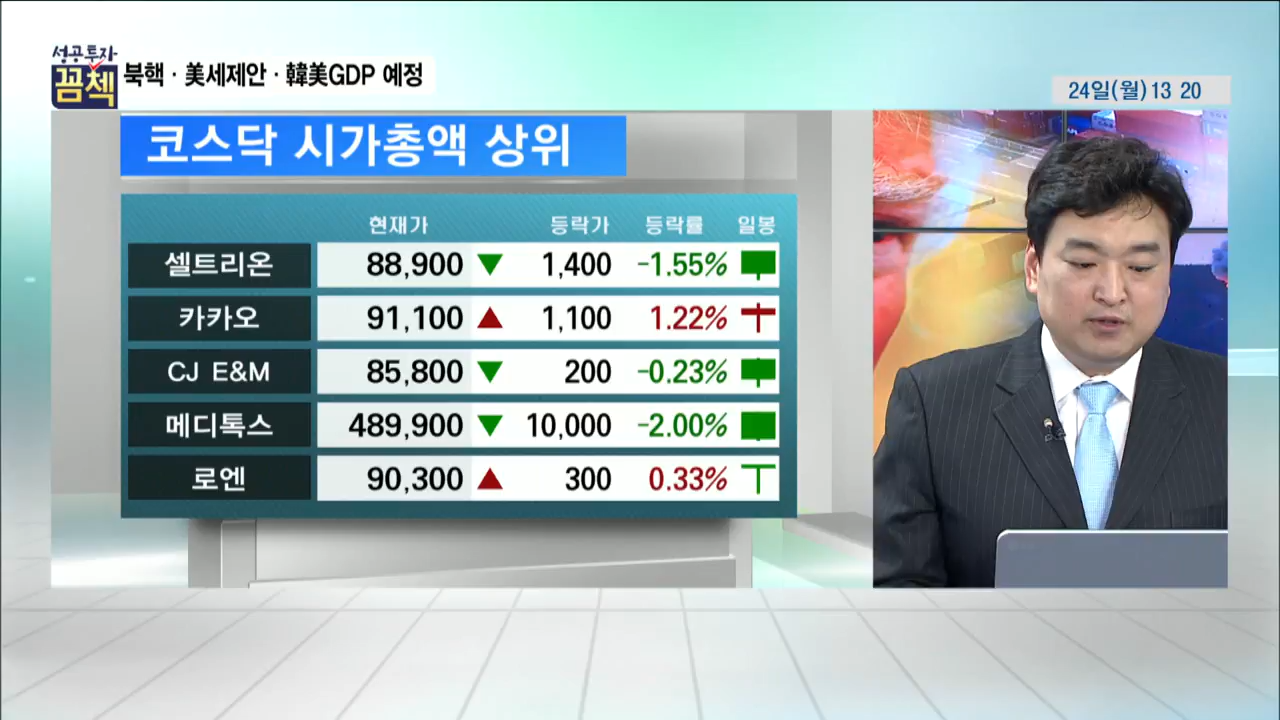 성공투자
꼼첵
북핵·美세제안·韓美GDP 예정
24일(월)13 20
코스닥 시가총액 상위
현재가 등락가 등락률 일봉
셀트리온 88,900 ▼ 1,400 -1.55%
카카오 91,100 ▲ 1,100 1.22%
CJ E&M 85,800 ▼ 200 -0.23%
메디톡스 489,900 ▼ 10,000 -2.00%
로엔 90,300 ▲ 300 0.33%